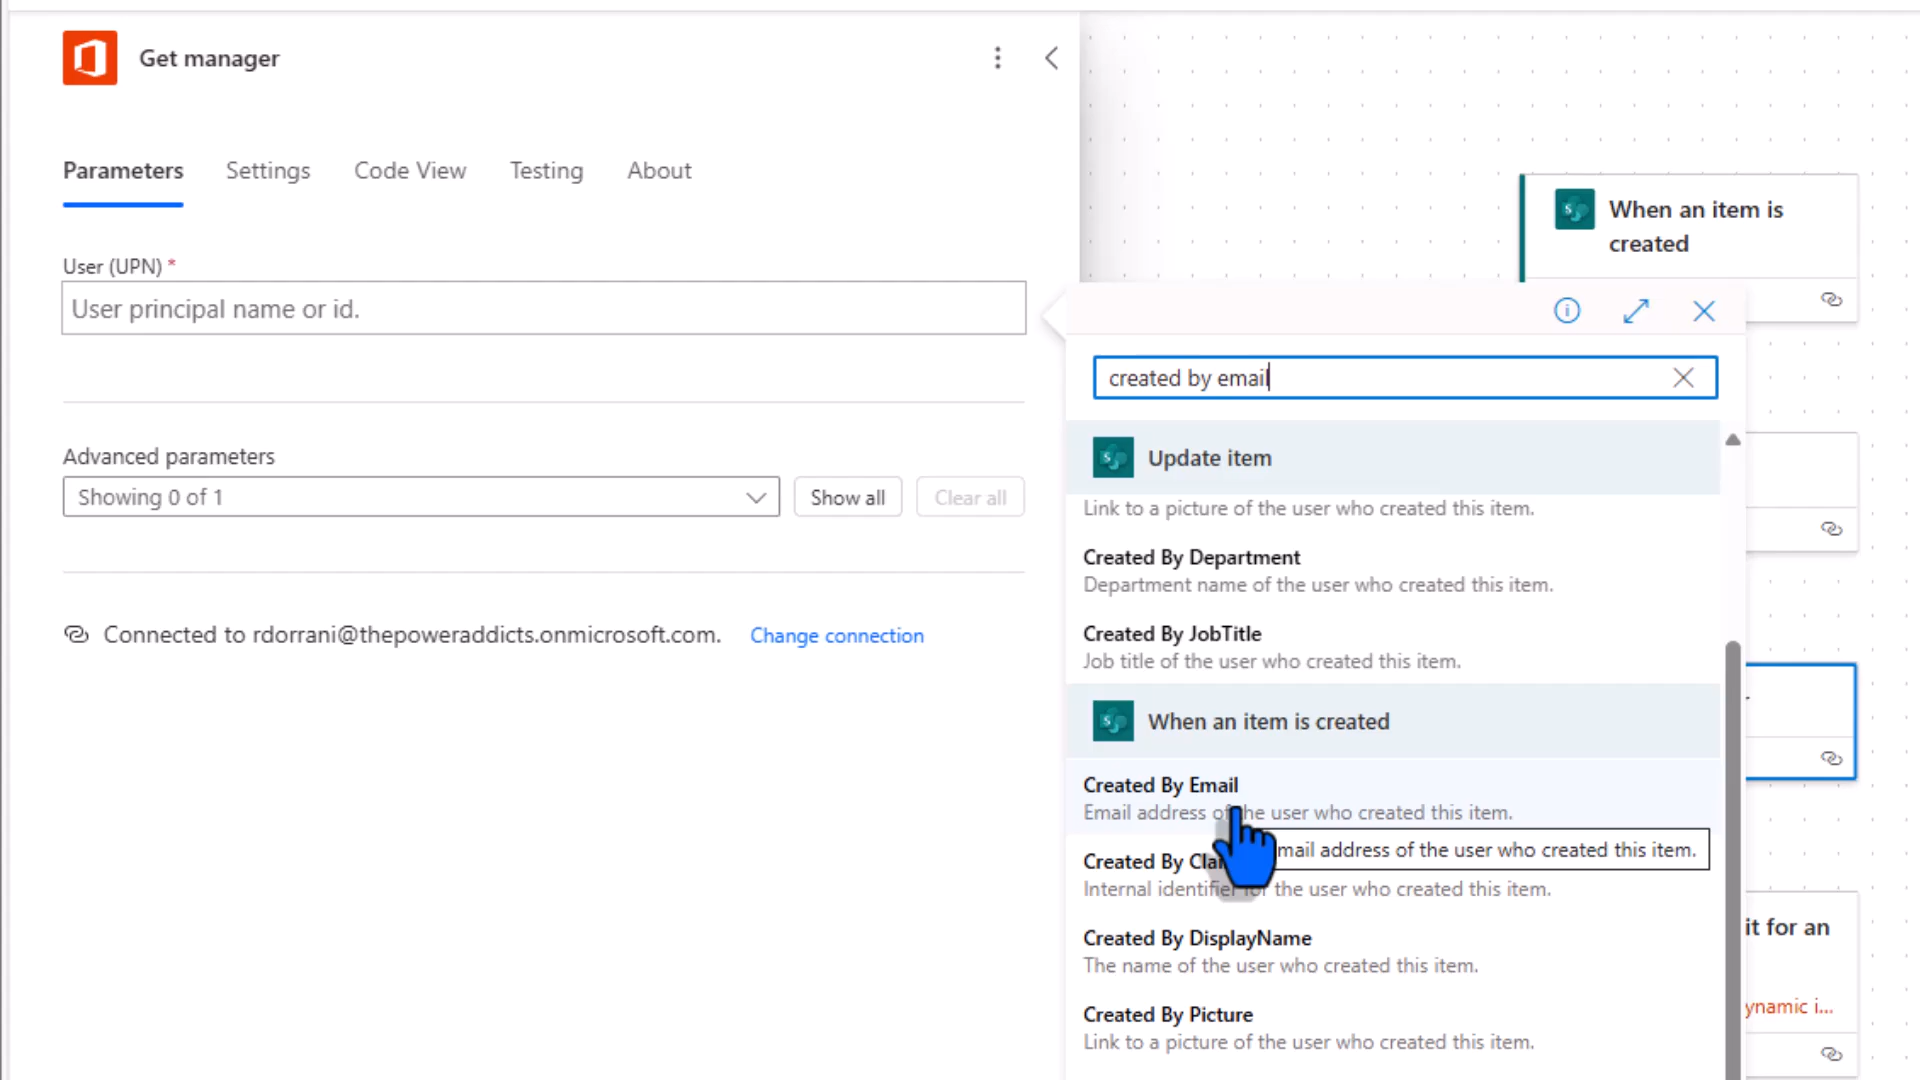 Get manager
Parameters
Settings
Code View
Testing
About
User (UPN) *
User principal name or id.
Advanced parameters
Showing 0 of 1
Show all
Clear all
Connected to rdorrani@thepoweraddicts.onmicrosoft.com.
Change connection
When an item is
created
created by email
Update item
Link to a picture of the user who created this item.
Created By Department
Department name of the user who created this item.
Created By JobTitle
Job title of the user who created this item.
When an item is created
Created By Email
Email address of the user who created this item.
mail address of the user who created this item.
Created By
Internal identifier for the user who created this item.
Created By DisplayName
The name of the user who created this item.
Created By Picture
Link to a picture of the user who created this item.
it for an
ynamic i...